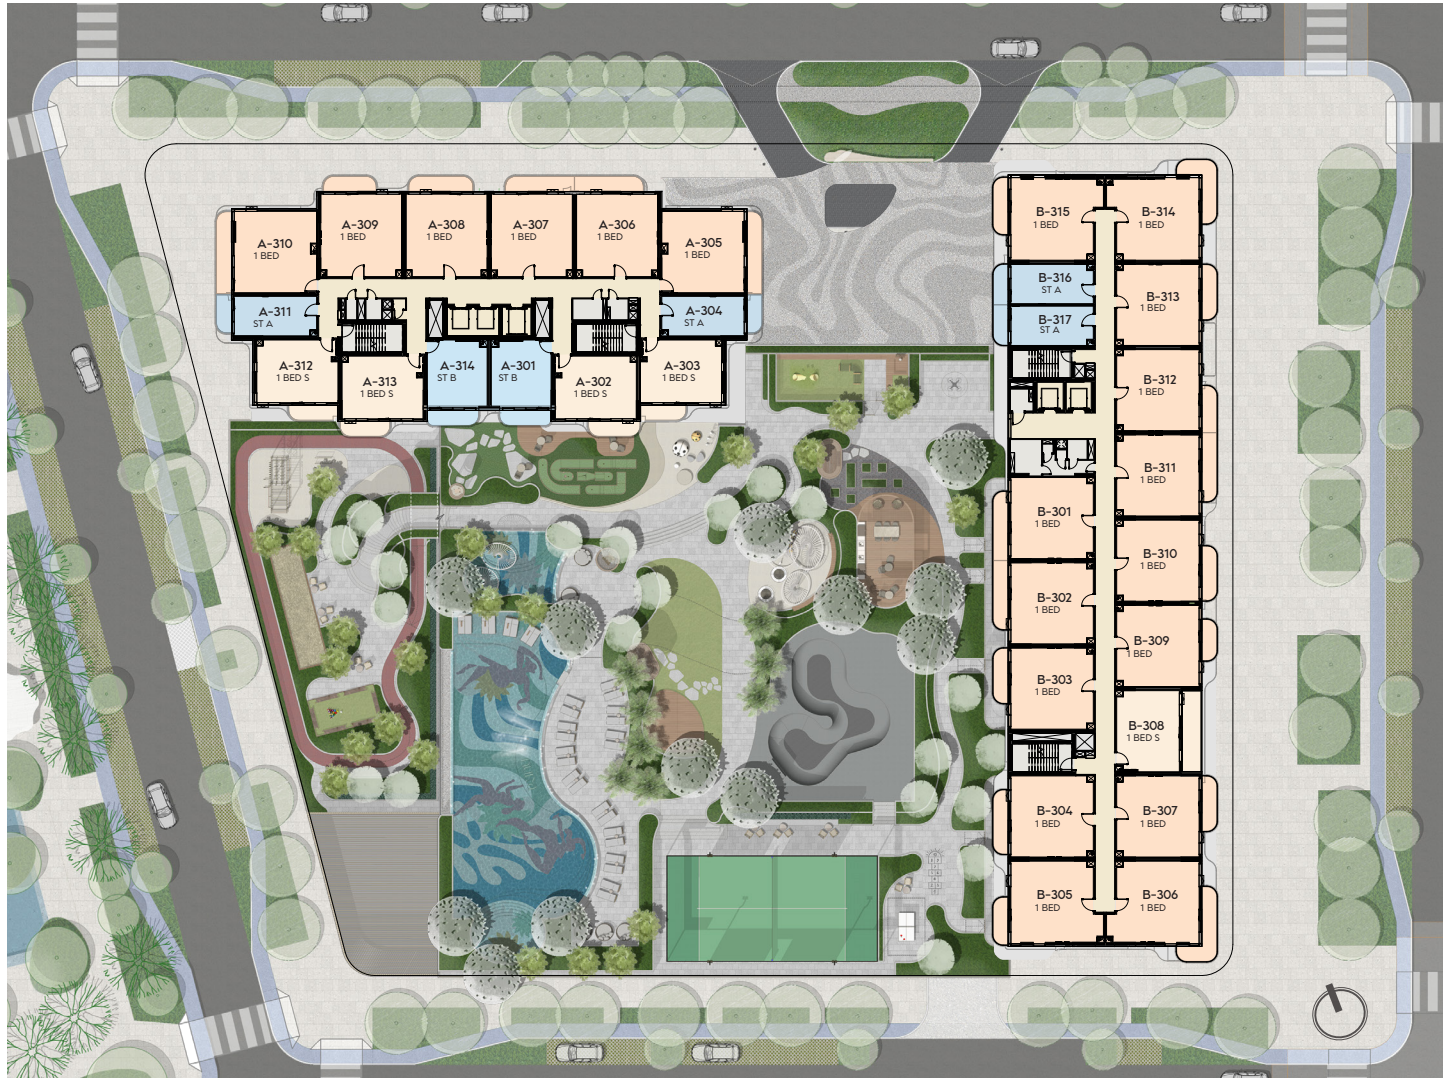 A-309
1 BED
A-308
1 BED
A-307
1 BED
A-306
1 BED
A-310
1 BED
A-305
1 BED
A-311
ST A
A-304
ST A
A-312
1 BED S
A-313
1 BED S
A-314
ST B
A-301
ST B
A-302
1 BED S
A-303
1 BED S
B-315
1 BED
B-314
1 BED
B-316
ST A
B-317
ST A
B-313
1 BED
B-312
1 BED
B-311
1 BED
B-301
1 BED
B-310
1 BED
B-302
1 BED
B-309
1 BED
B-303
1 BED
B-308
1 BED S
B-304
1 BED
B-307
1 BED
B-305
1 BED
B-306
1 BED